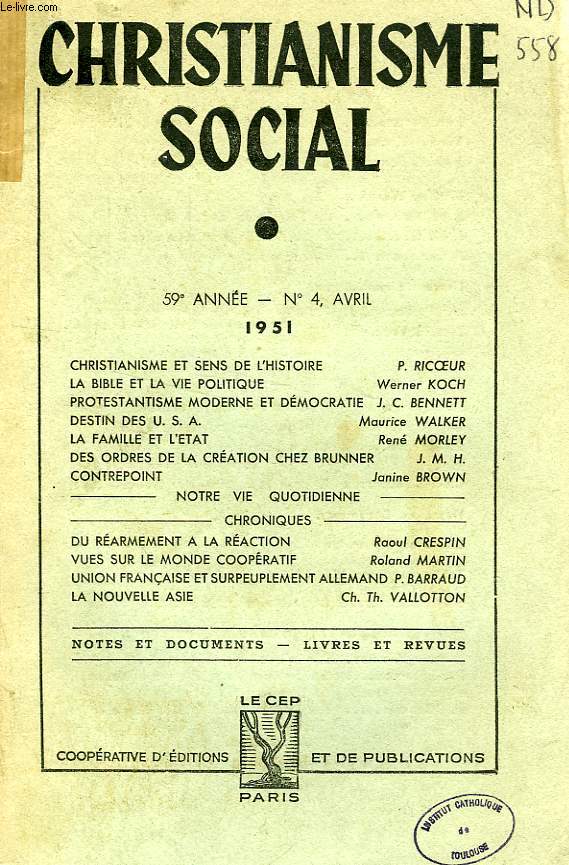 Le-livre.com
ND
558
CHRISTIANISME
SOCIAL
59e ANNÉE — N° 4, AVRIL
1951
CHRISTIANISME ET SENS DE L'HISTOIRE P. RICŒUR
LA BIBLE ET LA VIE POLITIQUE Werner KOCH
PROTESTANTISME MODERNE ET DÉMOCRATIE J. C. BENNETT
DESTIN DES U. S. A. Maurice WALKER
LA FAMILLE ET L'ETAT René MORLEY
DES ORDRES DE LA CRÉATION CHEZ BRUNNER J. M. H.
CONTREPOINT Janine BROWN
NOTRE VIE QUOTIDIENNE
CHRONIQUES
DU RÉARMEMENT A LA RÉACTION Raoul CRESPIN
VUES SUR LE MONDE COOPÉRATIF Roland MARTIN
UNION FRANÇAISE ET SURPEUPLEMENT ALLEMAND P. BARRAUD
LA NOUVELLE ASIE Ch. Th. VALLOTTON
NOTES ET DOCUMENTS — LIVRES ET REVUES
LE CEP
COOPÉRATIVE D'ÉDITIONS ET DE PUBLICATIONS
PARIS
INSTITUT CATHOLIQUE
de
TOULOUSE